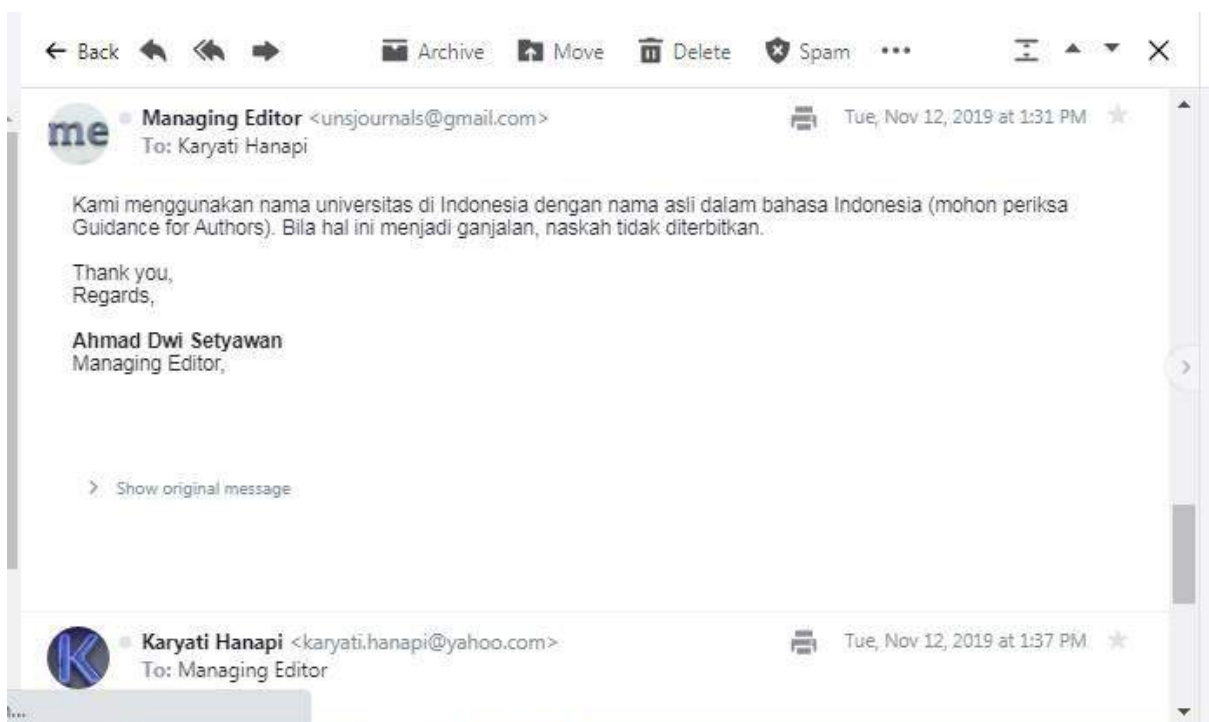 ← Back Archive Move Delete Spam •••
me
Managing Editor <unsjournals@gmail.com> Tue, Nov 12, 2019 at 1:31 PM
To: Karyati Hanapi
Kami menggunakan nama universitas di Indonesia dengan nama asli dalam bahasa Indonesia (mohon periksa
Guidance for Authors). Bila hal ini menjadi ganjalan, naskah tidak diterbitkan.
Thank you,
Regards,
Ahmad Dwi Setyawan
Managing Editor,
> Show original message
K
Karyati Hanapi <karyati.hanapi@yahoo.com> Tue, Nov 12, 2019 at 1:37 PM
To: Managing Editor